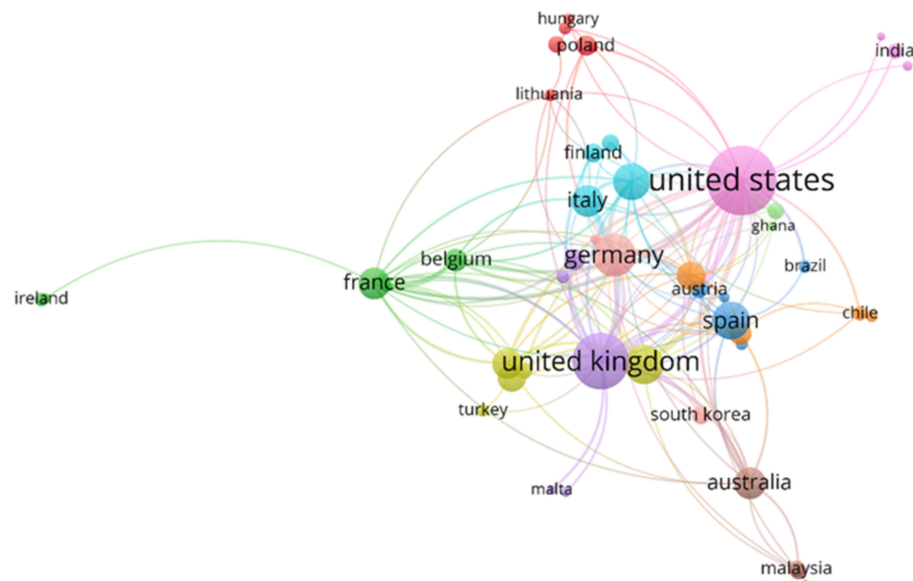 hungary
poland
india
lithuania
finland
united states
italy
ghana
germany
belgium
brazil
france
austria
ireland
chile
spain
united kingdom
turkey
south korea
australia
malta
malaysia